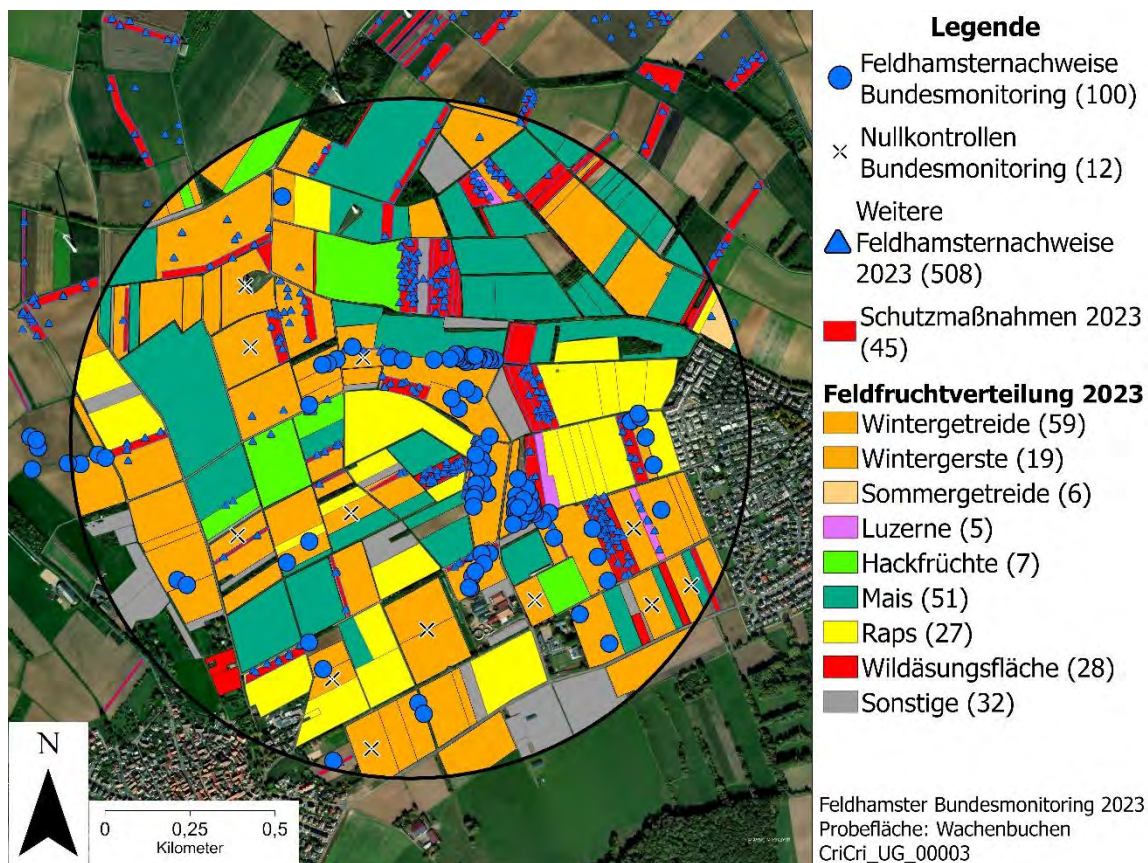 Legende
Feldhamsternachweise
Bundesmonitoring (100)
Nullkontrollen
Bundesmonitoring (12)
Weitere
Feldhamsternachweise
2023 (508)
Schutzmaßnahmen 2023
(45)
Feldfruchtverteilung 2023
Wintergetreide (59)
Wintergerste (19)
Sommergetreide (6)
Luzerne (5)
Hackfrüchte (7)
Mais (51)
Raps (27)
Wildäsungsfläche (28)
Sonstige (32)
N
0 0,25 0,5
Kilometer
Feldhamster Bundesmonitoring 2023
Probefläche: Wachenbuchen
CriCri_UG_00003